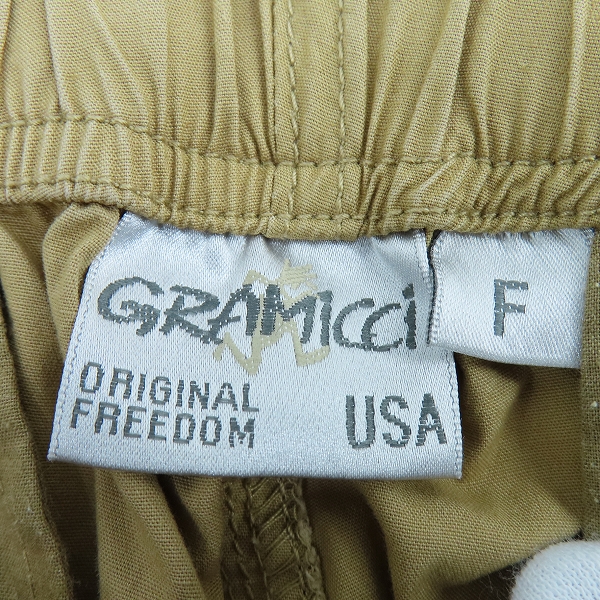 GRAMicci
ORIGINAL
FREEDOM
USA
F